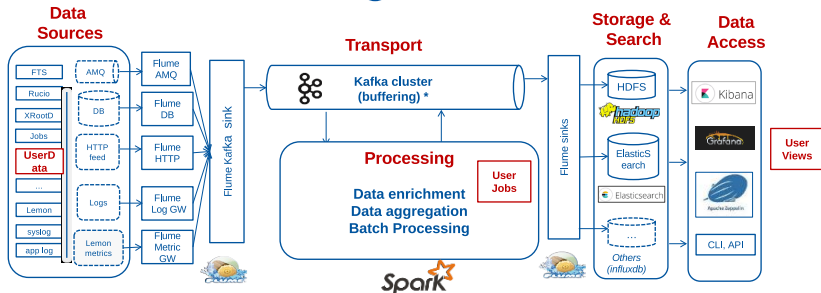 Data
Sources
FTS
Rucio
XRootD
Jobs
UserD
ata
...
Lemon
syslog
app log
AMQ
DB
HTTP
feed
Logs
Lemon
metrics
Flume
AMQ
Flume
DB
Flume
HTTP
Flume
Log GW
Flume
Metric
GW
Flume Kafka sink
Transport
Kafka cluster
(buffering) *
Processing
Data enrichment
Data aggregation
Batch Processing
User
Jobs
Spark
Flume sinks
Storage &
Search
HDFS
hadoop
HDFS
ElasticS
earch
Elasticsearch
...
Others
(influxdb)
Data
Access
Kibana
Grafana
Apache Zeppelin
CLI, API
User
Views